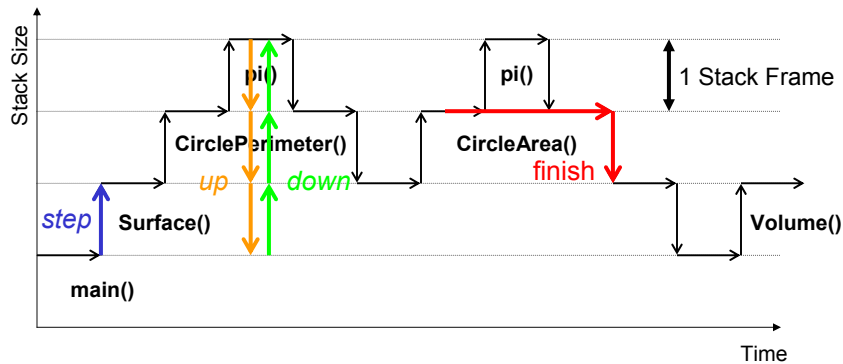 Stack Size
pi()
pi()
1 Stack Frame
CirclePerimeter()
CircleArea()
up
down
finish
step
Surface()
Volume()
main()
Time